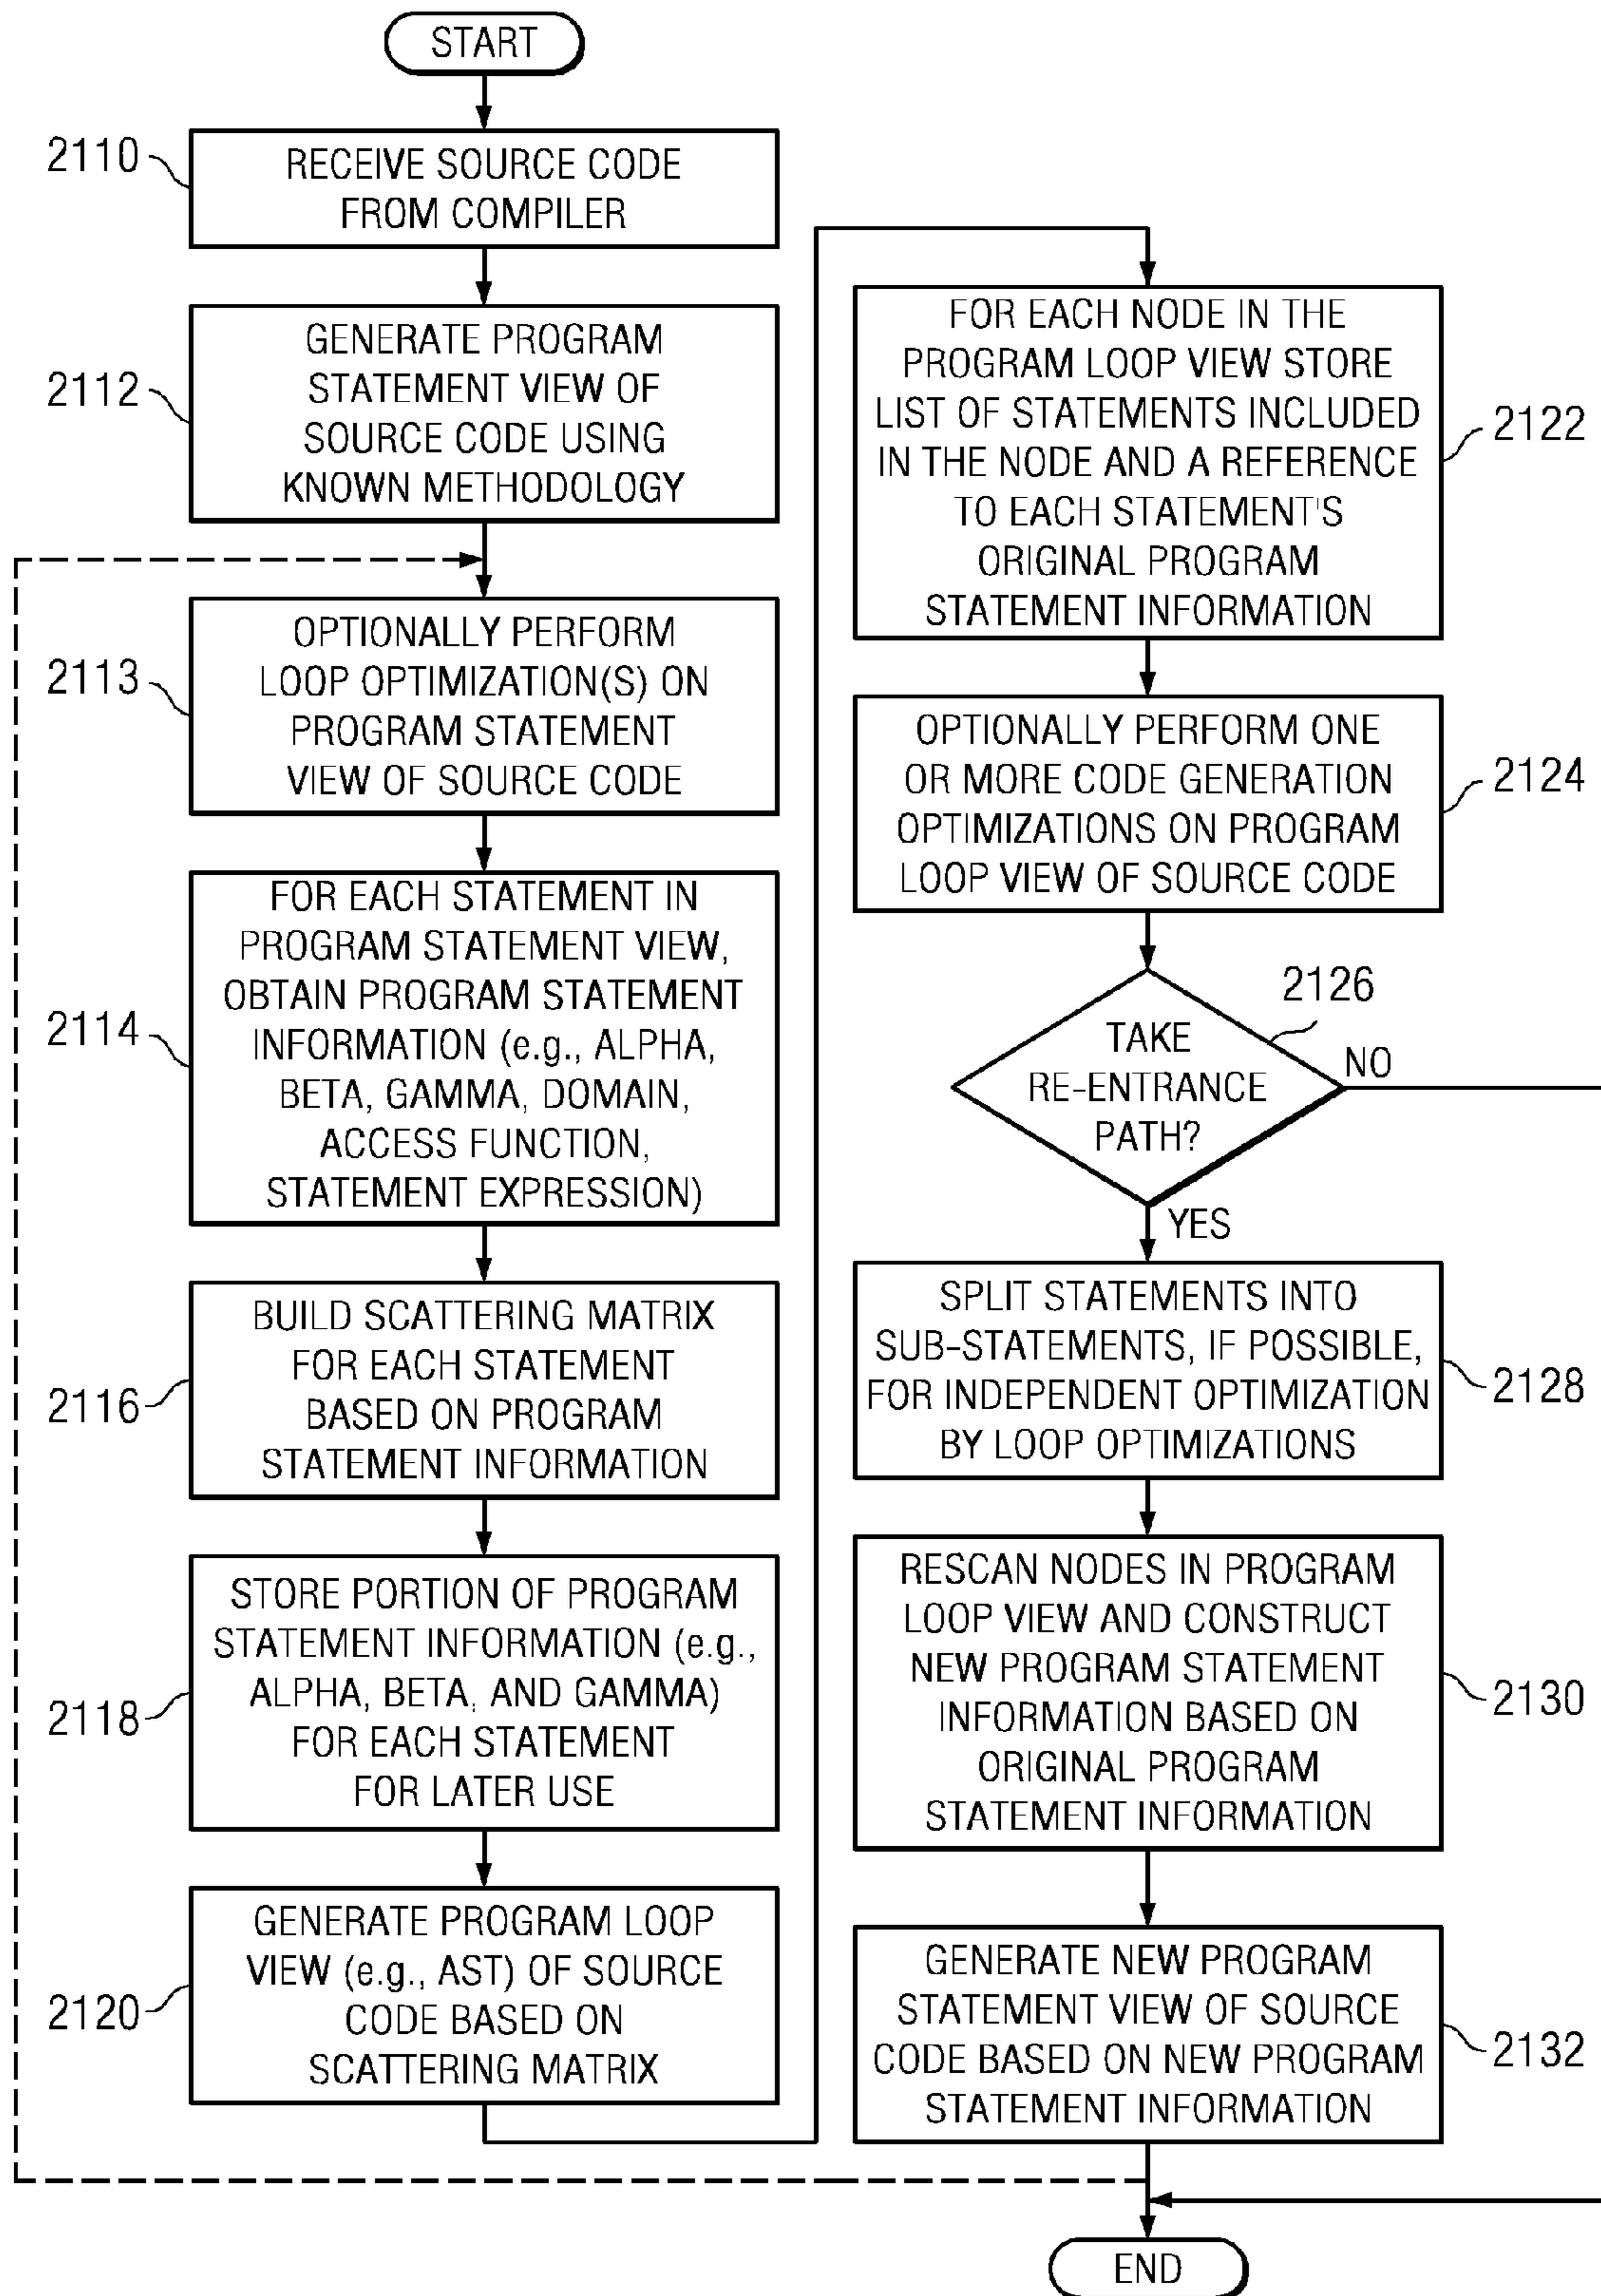 START
2110
RECEIVE SOURCE CODE
FROM COMPILER
2112
GENERATE PROGRAM
STATEMENT VIEW OF
SOURCE CODE USING
KNOWN METHODOLOGY
2113
OPTIONALLY PERFORM
LOOP OPTIMIZATION(S) ON
PROGRAM STATEMENT
VIEW OF SOURCE CODE
2114
FOR EACH STATEMENT IN
PROGRAM STATEMENT VIEW,
OBTAIN PROGRAM STATEMENT
INFORMATION (e.g., ALPHA,
BETA, GAMMA, DOMAIN,
ACCESS FUNCTION,
STATEMENT EXPRESSION)
2116
BUILD SCATTERING MATRIX
FOR EACH STATEMENT
BASED ON PROGRAM
STATEMENT INFORMATION
2118
STORE PORTION OF PROGRAM
STATEMENT INFORMATION (e.g.,
ALPHA, BETA, AND GAMMA)
FOR EACH STATEMENT
FOR LATER USE
2120
GENERATE PROGRAM LOOP
VIEW (e.g., AST) OF SOURCE
CODE BASED ON
SCATTERING MATRIX
FOR EACH NODE IN THE
PROGRAM LOOP VIEW STORE
LIST OF STATEMENTS INCLUDED
IN THE NODE AND A REFERENCE
TO EACH STATEMENT'S
ORIGINAL PROGRAM
STATEMENT INFORMATION
2122
OPTIONALLY PERFORM ONE
OR MORE CODE GENERATION
OPTIMIZATIONS ON PROGRAM
LOOP VIEW OF SOURCE CODE
2124
2126
TAKE
RE-ENTRANCE
PATH?
NO
YES
SPLIT STATEMENTS INTO
SUB-STATEMENTS, IF POSSIBLE,
FOR INDEPENDENT OPTIMIZATION
BY LOOP OPTIMIZATIONS
2128
RESCAN NODES IN PROGRAM
LOOP VIEW AND CONSTRUCT
NEW PROGRAM STATEMENT
INFORMATION BASED ON
ORIGINAL PROGRAM
STATEMENT INFORMATION
2130
GENERATE NEW PROGRAM
STATEMENT VIEW OF SOURCE
CODE BASED ON NEW PROGRAM
STATEMENT INFORMATION
2132
END